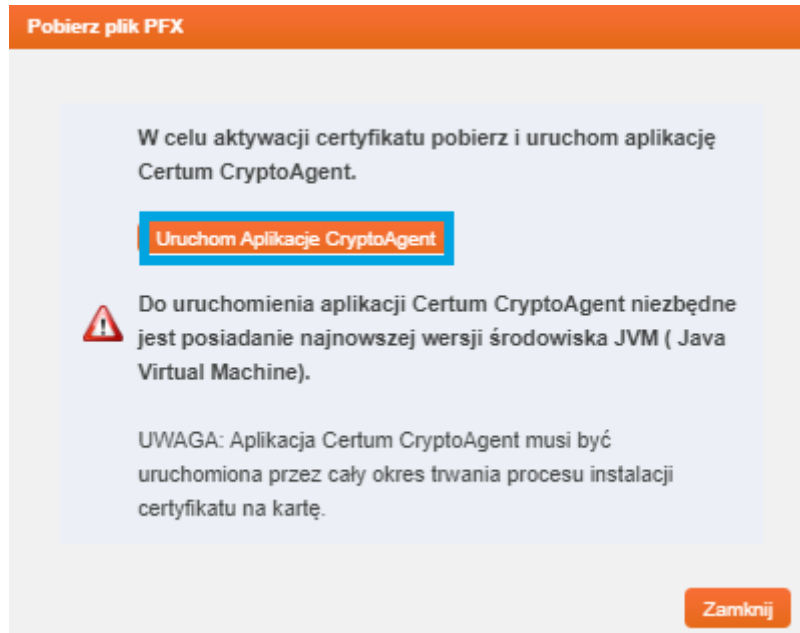 Pobierz plik PFX
W celu aktywacji certyfikatu pobierz i uruchom aplikację
Certum CryptoAgent.
Uruchom Aplikacje CryptoAgent
Do uruchomienia aplikacji Certum CryptoAgent niezbędne
jest posiadanie najnowszej wersji środowiska JVM ( Java
Virtual Machine).
UWAGA: Aplikacja Certum CryptoAgent musi być
uruchomiona przez cały okres trwania procesu instalacji
certyfikatu na kartę.
Zamknij